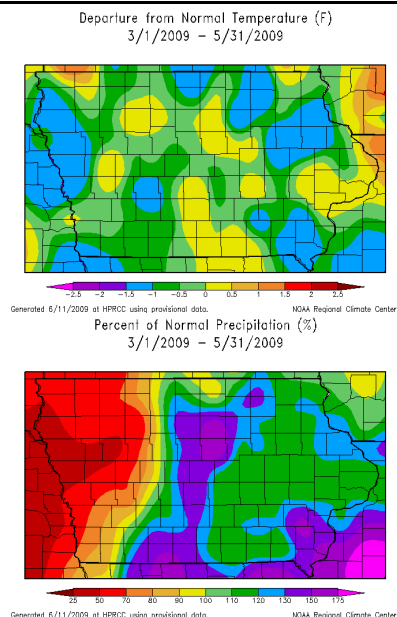 Departure from Normal Temperature (F)
3/1/2009 – 5/31/2009
-2.5 -2 -1.5 -1 -0.5 0 0.5 1 1.5 2 2.5
Generated 6/11/2009 at HPRCC using provisional data. NOAA Regional Climate Center
Percent of Normal Precipitation (%)
3/1/2009 – 5/31/2009
25 50 70 80 90 100 110 130 150 175
Generated 6/11/2009 at HPRCC using provisional data. NOAA Regional Climate Center